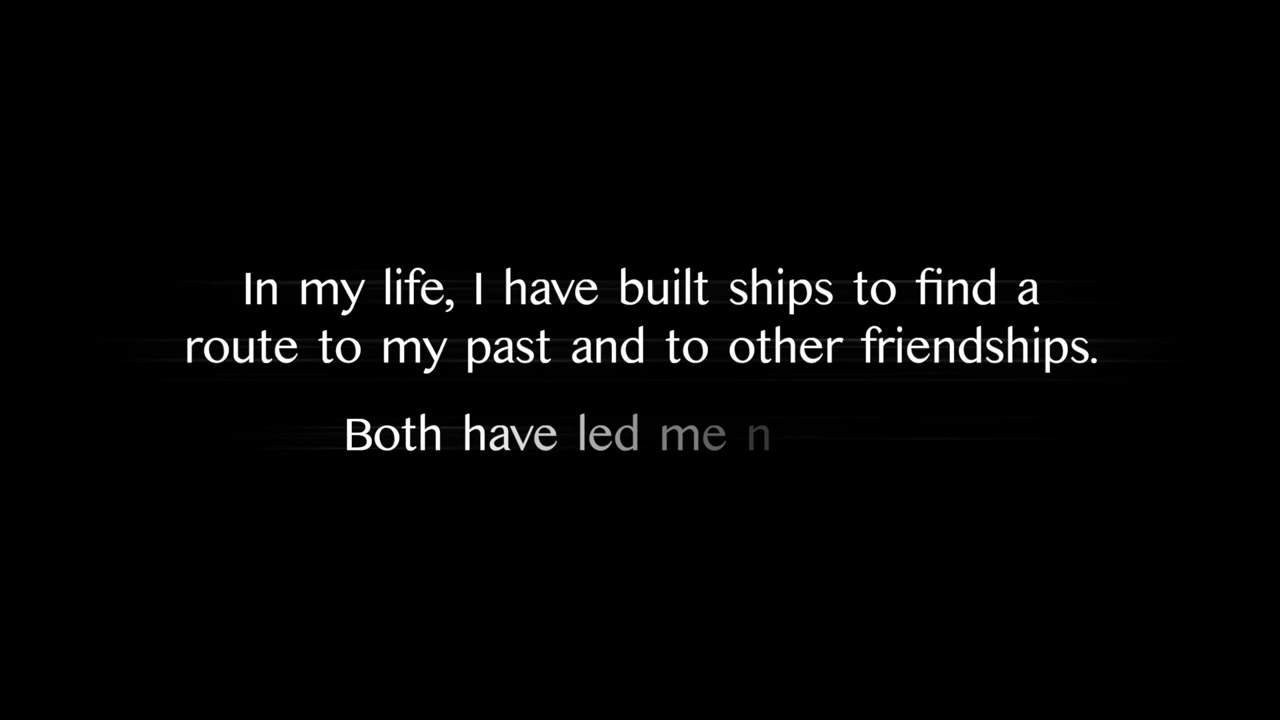 In my life, I have built ships to find a
route to my past and to other friendships.
Both have led me n